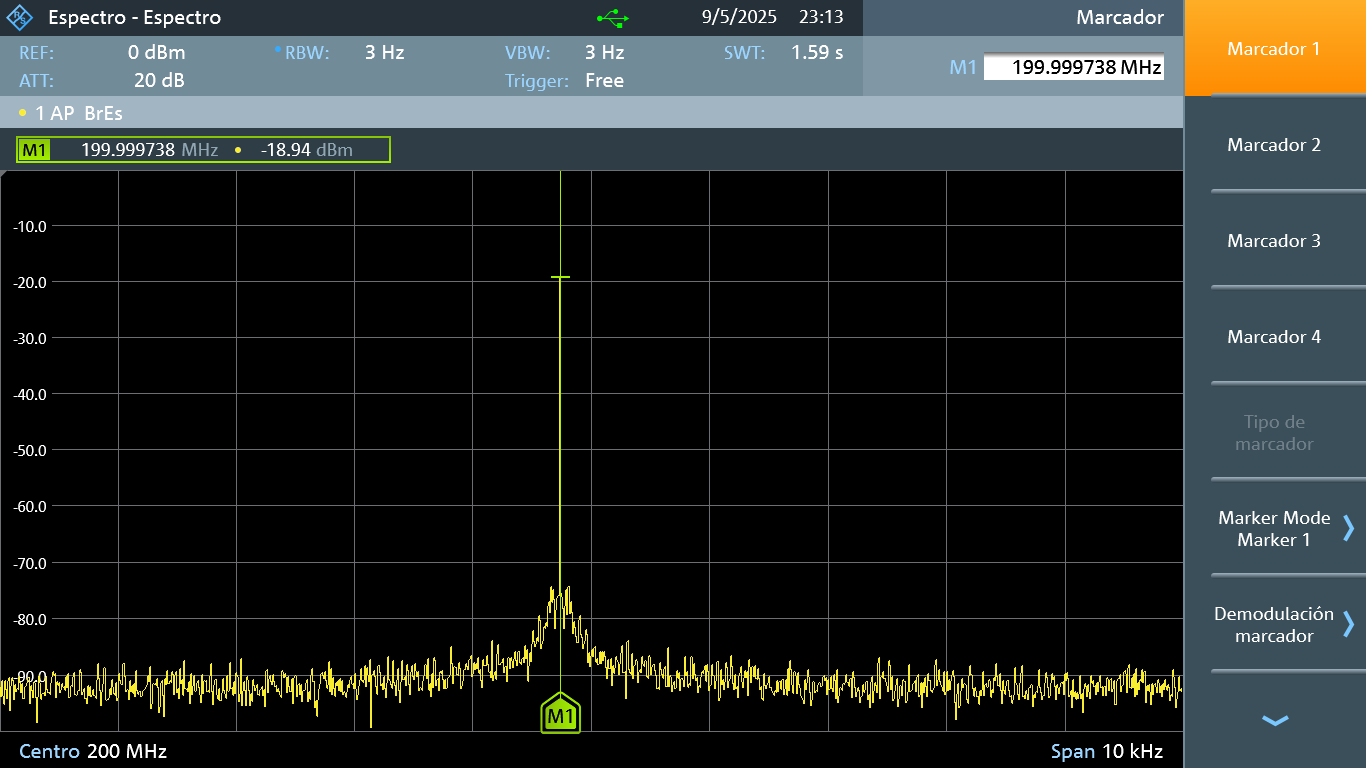 Espectro - Espectro 9/5/2025 23:13 Marcador
REF: 0 dBm RBW: 3 Hz VBW: 3 Hz SWT: 1.59 s
ATT: 20 dB Trigger: Free
M1 199.999738 MHz
1 AP BrEs
M1 199.999738 MHz -18.94 dBm
-10.0
-20.0
-30.0
-40.0
-50.0
-60.0
-70.0
-80.0
-90.0
M1
Centro 200 MHz Span 10 kHz
Marcador 1
Marcador 2
Marcador 3
Marcador 4
Tipo de
marcador
Marker Mode
Marker 1
Demodulación
marcador